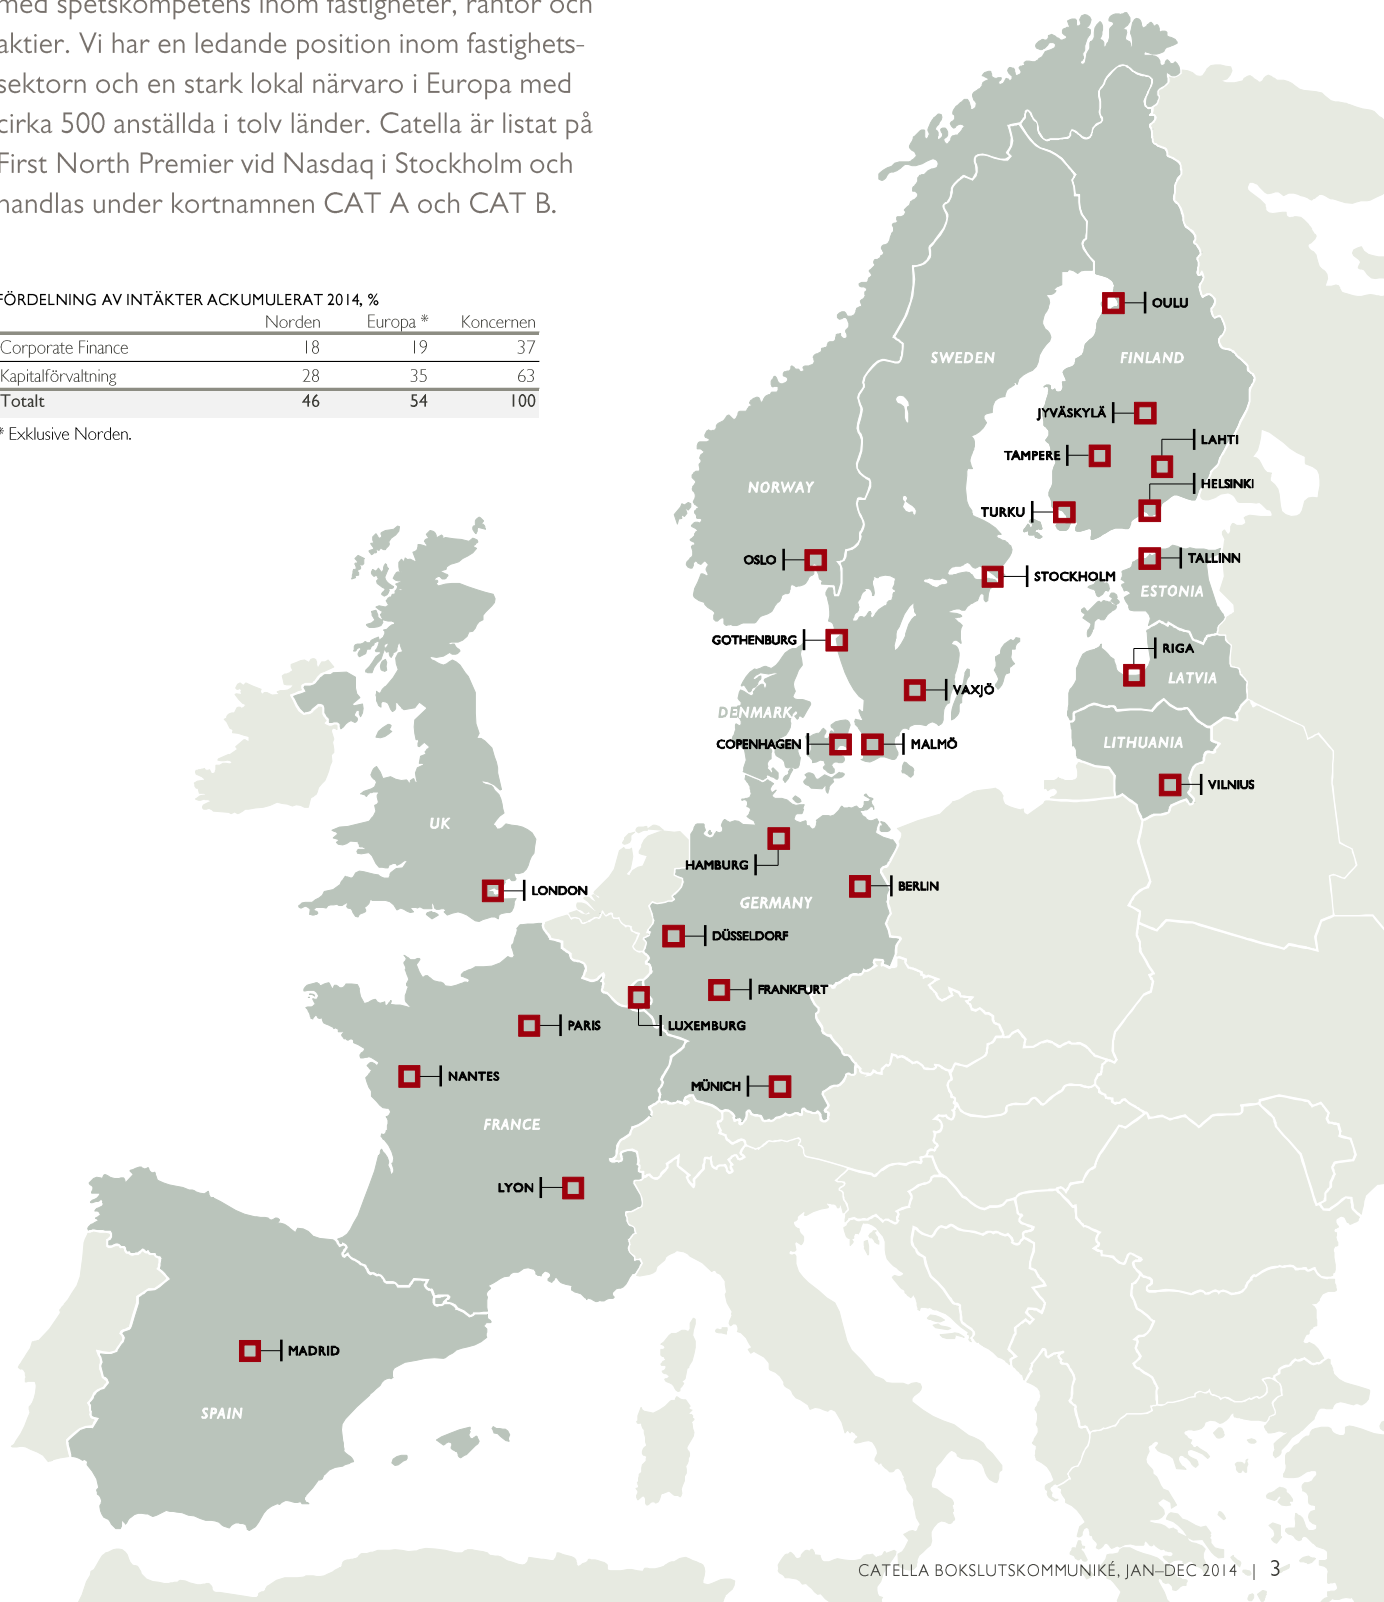 med spetskompetens inom fastigheter, räntor och
aktier. Vi har en ledande position inom fastighets-
sektorn och en stark lokal närvaro i Europa med
cirka 500 anställda i tolv länder. Catella är listat på
First North Premier vid Nasdaq i Stockholm och
handlas under kortnamnen CAT A och CAT B.
FÖRDELNING AV INTÄKTER ACKUMULERAT 2014, %
Norden Europa * Koncernen
Corporate Finance 18 19 37
Kapitalförvaltning 28 35 63
Totalt 46 54 100
* Exklusive Norden.
OULU
SWEDEN
FINLAND
JYVÄSKYLÄ
LAHTI
TAMPERE
HELSINKI
NORWAY
TURKU
OSLO
TALLINN
STOCKHOLM
ESTONIA
GOTHENBURG
RIGA
LATVIA
VAXJÖ
DENMARK
COPENHAGEN
MALMÖ
LITHUANIA
VILNIUS
UK
HAMBURG
LONDON
BERLIN
GERMANY
DÜSSELDORF
FRANKFURT
PARIS
LUXEMBURG
NANTES
MÜNICH
FRANCE
LYON
MADRID
SPAIN
CATELLA BOKSLUTSKOMMUNIKÉ, JAN–DEC 2014 | 3